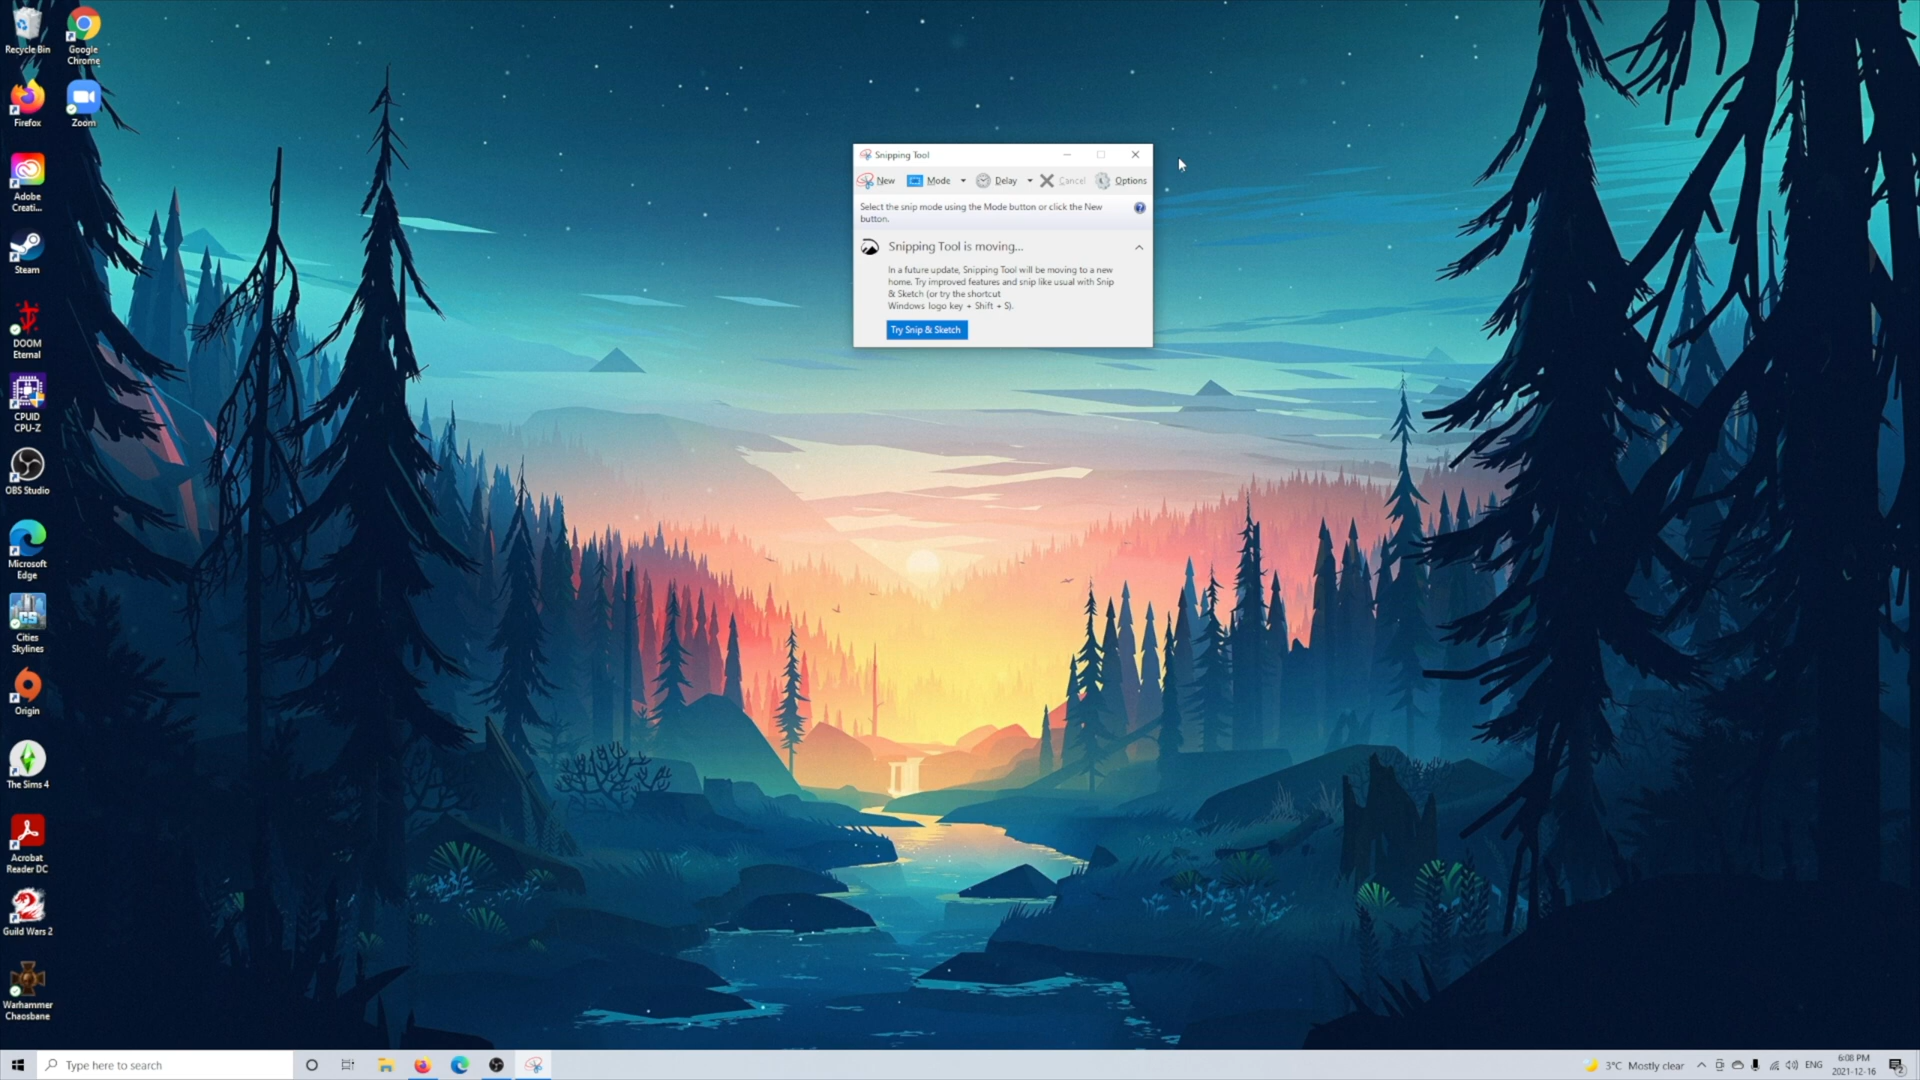 Recycle Bin
Google
Chrome
Firefox
Zoom
Adobe
Creati...
Steam
DOOM
Eternal
CPUID
CPU-Z
OBS Studio
Microsoft
Edge
CS
Cities
Skylines
Origin
The Sims 4
Acrobat
Reader DC
Guild Wars 2
Warhammer
Chaosbane
Snipping Tool
New Mode Delay Cancel Options
Select the snip mode using the Mode button or click the New
button.
Snipping Tool is moving...
In a future update, Snipping Tool will be moving to a new
home. Try improved features and snip like usual with Snip
& Sketch (or try the shortcut
Windows logo key + Shift + S).
Try Snip & Sketch
Type here to search
3°C Mostly clear
ENG
6:08 PM
2021-12-16
2